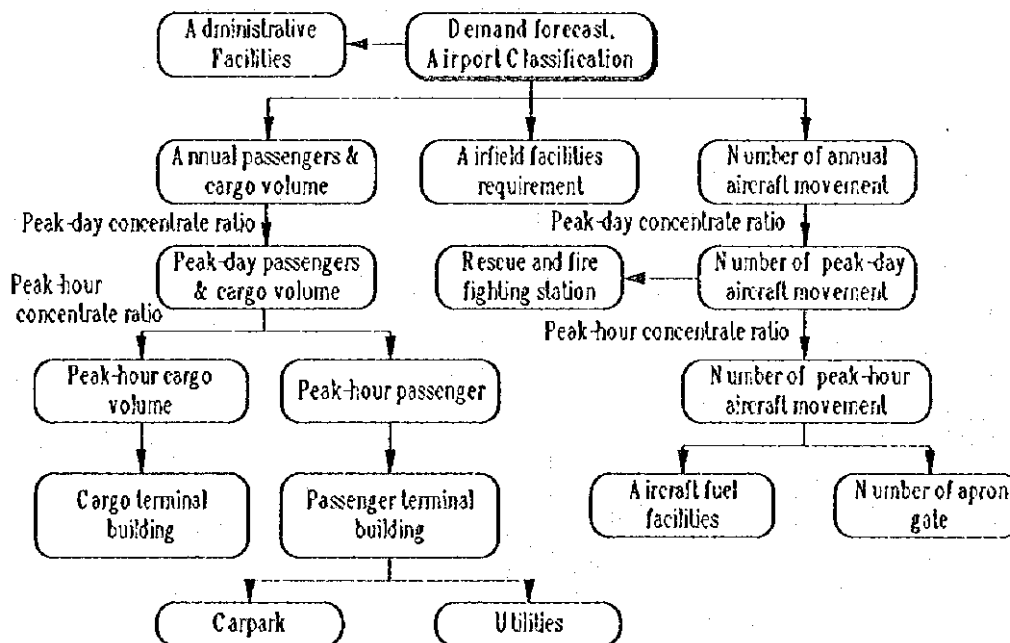 Administrative
Facilities
Demand forecast,
Airport Classification
Annual passengers &
cargo volume
Airfield facilities
requirement
Number of annual
aircraft movement
Peak-day concentrate ratio
Peak-day concentrate ratio
Peak-day passengers
& cargo volume
Rescue and fire
fighting station
Number of peak-day
aircraft movement
Peak-hour
concentrate ratio
Peak-hour concentrate ratio
Peak-hour cargo
volume
Peak-hour passenger
Number of peak-hour
aircraft movement
Cargo terminal
building
Passenger terminal
building
Aircraft fuel
facilities
Number of apron
gate
Carpark
Utilities